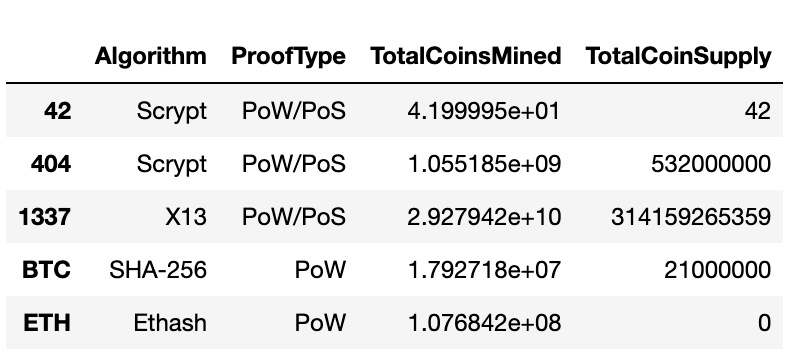 Algorithm ProofType TotalCoinsMined TotalCoinSupply
42 Scrypt PoW/PoS 4.199995e+01 42
404 Scrypt PoW/PoS 1.055185e+09 532000000
1337 X13 PoW/PoS 2.927942e+10 314159265359
BTC SHA-256 PoW 1.792718e+07 21000000
ETH Ethash PoW 1.076842e+08 0